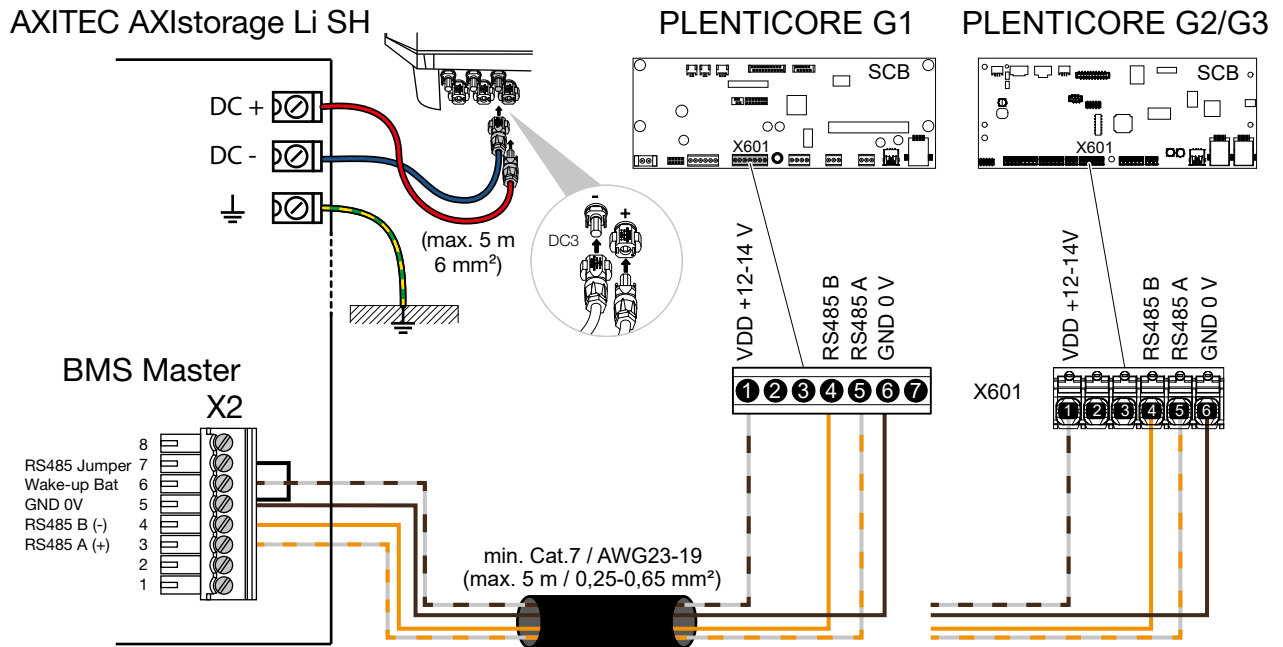 AXITEC AXIstorage Li SH
PLENTICORE G1
PLENTICORE G2/G3
DC +
DC -
(max. 5 m
6 mm²)
DC3
-
+
SCB
X601
SCB
X601
VDD +12-14 V
RS485 B
RS485 A
GND 0 V
VDD +12-14V
RS485 B
RS485 A
GND 0 V
1 2 3 4 5 6 7
X601
1 2 3 4 5 6
BMS Master
X2
8
RS485 Jumper 7
Wake-up Bat 6
GND 0V 5
RS485 B (-) 4
RS485 A (+) 3
2
1
min. Cat.7 / AWG23-19
(max. 5 m / 0,25-0,65 mm²)